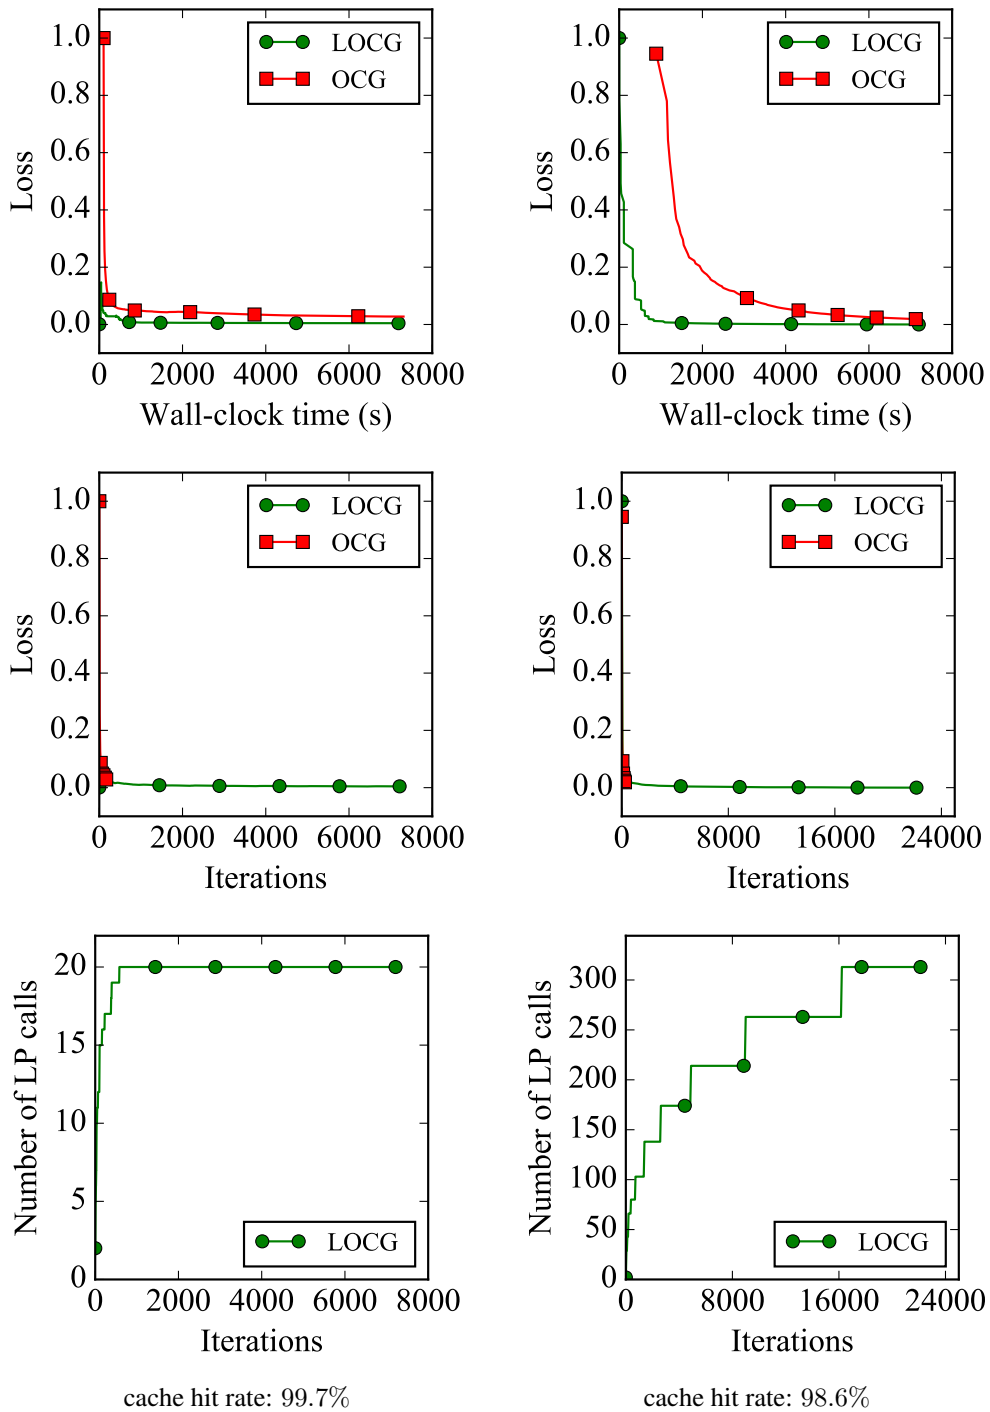 1.0
0.8
0.6
0.4
0.2
0.0
Loss
LOCG
OCG
0 2000 4000 6000 8000
Wall-clock time (s)
1.0
0.8
0.6
0.4
0.2
0.0
Loss
LOCG
OCG
0 2000 4000 6000 8000
Wall-clock time (s)
1.0
0.8
0.6
0.4
0.2
0.0
Loss
LOCG
OCG
0 2000 4000 6000 8000
Iterations
1.0
0.8
0.6
0.4
0.2
0.0
Loss
LOCG
OCG
0 8000 16000 24000
Iterations
20
15
10
5
0
Number of LP calls
LOCG
0 2000 4000 6000 8000
Iterations
cache hit rate: 99.7%
300
250
200
150
100
50
0
Number of LP calls
LOCG
0 8000 16000 24000
Iterations
cache hit rate: 98.6%